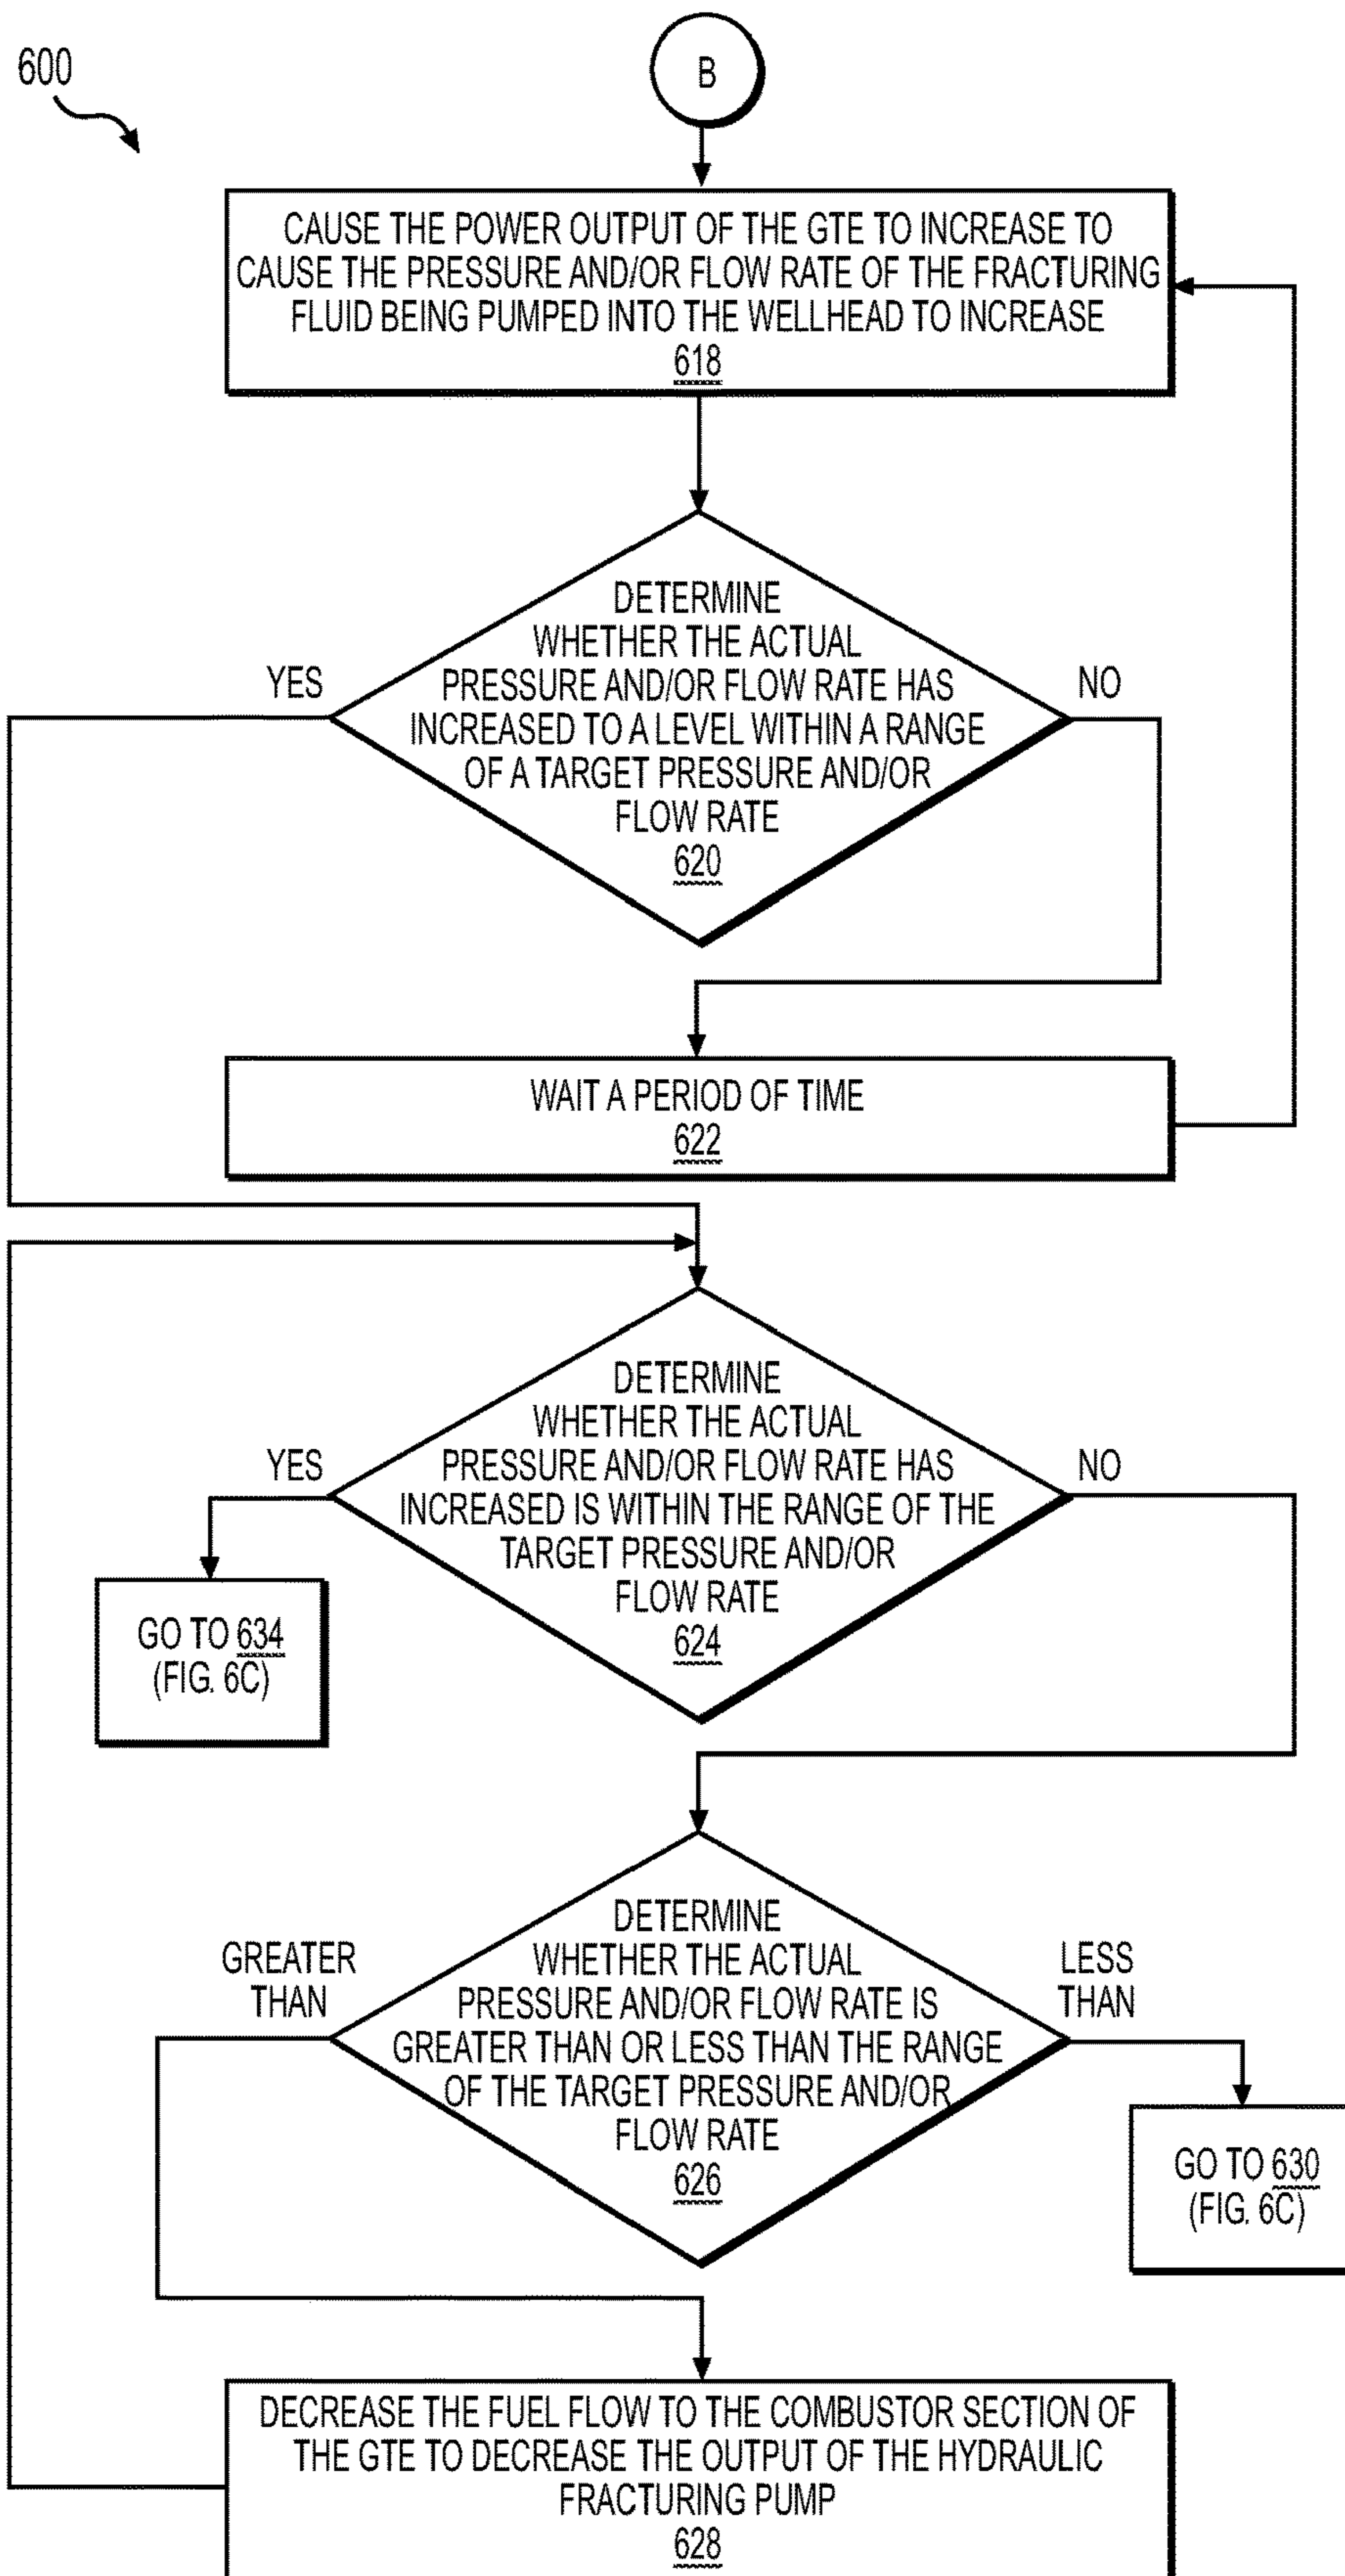 600
B
CAUSE THE POWER OUTPUT OF THE GTE TO INCREASE TO
CAUSE THE PRESSURE AND/OR FLOW RATE OF THE FRACTURING
FLUID BEING PUMPED INTO THE WELLHEAD TO INCREASE
618
DETERMINE
WHETHER THE ACTUAL
PRESSURE AND/OR FLOW RATE HAS
INCREASED TO A LEVEL WITHIN A RANGE
OF A TARGET PRESSURE AND/OR
FLOW RATE
620
YES
NO
WAIT A PERIOD OF TIME
622
DETERMINE
WHETHER THE ACTUAL
PRESSURE AND/OR FLOW RATE HAS
INCREASED IS WITHIN THE RANGE OF THE
TARGET PRESSURE AND/OR
FLOW RATE
624
YES
NO
GO TO 634
(FIG. 6C)
DETERMINE
WHETHER THE ACTUAL
PRESSURE AND/OR FLOW RATE IS
GREATER THAN OR LESS THAN THE RANGE
OF THE TARGET PRESSURE AND/OR
FLOW RATE
626
GREATER
THAN
LESS
THAN
GO TO 630
(FIG. 6C)
DECREASE THE FUEL FLOW TO THE COMBUSTOR SECTION OF
THE GTE TO DECREASE THE OUTPUT OF THE HYDRAULIC
FRACTURING PUMP
628